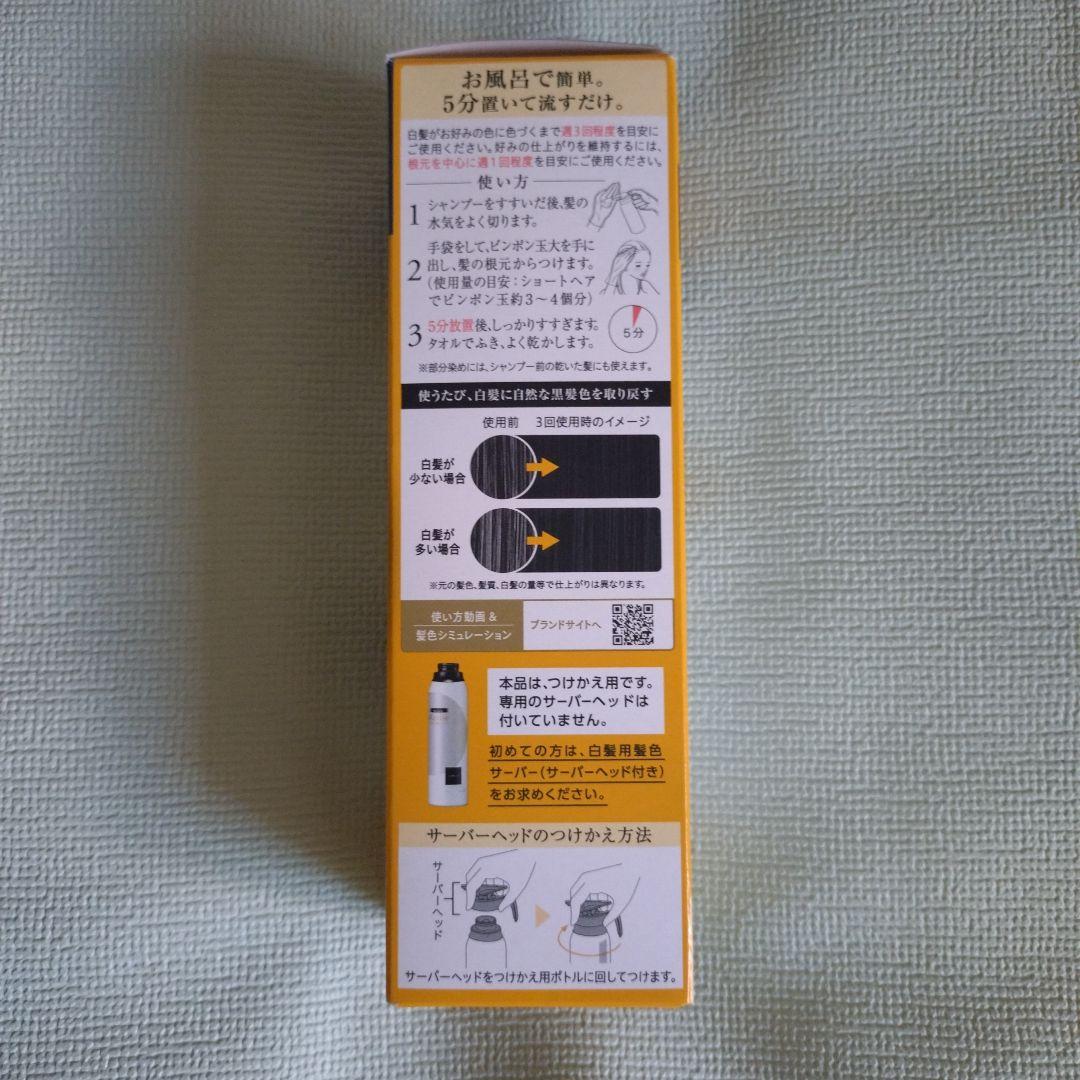 お風呂で簡単。
5分置いて流すだけ。
白髪がお好みの色に色づくまで週3回程度を目安に
ご使用ください。好みの仕上がりを維持するには、
根元を中心に週1回程度を目安にご使用ください。
使い方
1 シャンプーをすすいだ後、髪の
水気をよく切ります。
2 手袋をして、ピンポン玉大を手に
出し、髪の根元からつけます。
(使用量の目安:ショートヘア
でピンポン玉約3~4個分)
3 5分放置後、しっかりすすぎます。
タオルでふき、よく乾かします。
5分
※部分染めには、シャンプー前の乾いた髪にも使えます。
使うたび、白髪に自然な黒髪色を取り戻す
使用前 3回使用時のイメージ
白髪が
少ない場合
白髪が
多い場合
※元の髪色、髪質、白髪の量等で仕上がりは異なります。
使い方動画 &
髪色シミュレーション
ブランドサイトへ
本品は、つけかえ用です。
専用のサーバーヘッドは
付いていません。
初めての方は、白髪用髪色
サーバー(サーバーヘッド付き)
をお求めください。
サーバーヘッドのつけかえ方法
サーバーヘッド
サーバーヘッドをつけかえ用ボトルに回してつけます。